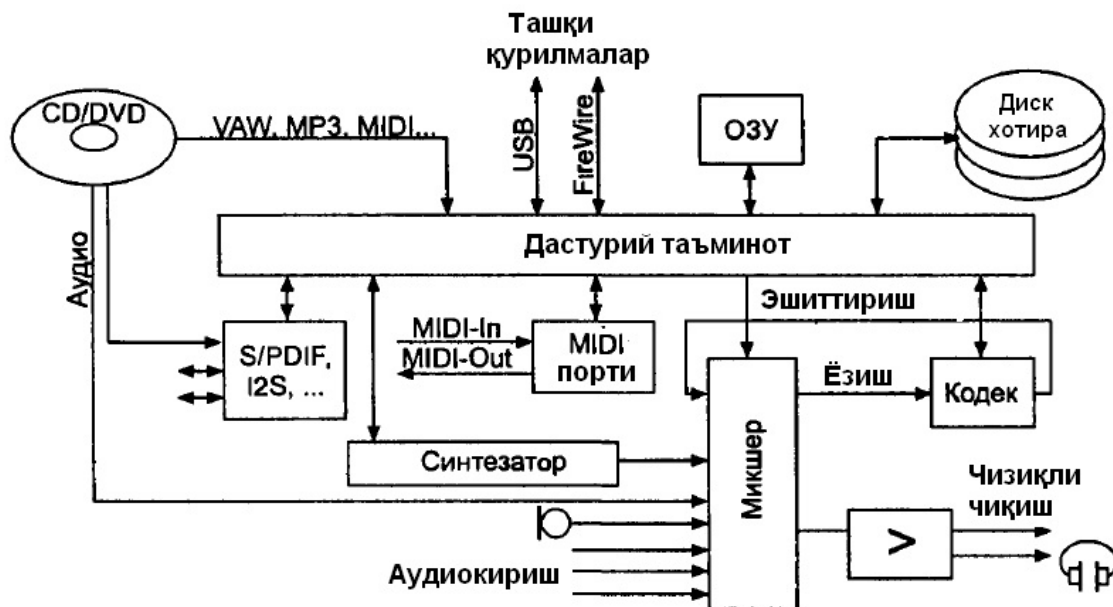 Ташқи
қурилмалар
CD/DVD
VAW, MP3, MIDI...
USB
FireWire
ОЗУ
Диск
хотира
Дастурий таъминот
Аудио
Эшиттириш
S/PDIF,
I2S, ...
MIDI-In
MIDI-Out
MIDI
порти
Ёзиш
Кодек
Микшер
Синтезатор
Чизиқли
чиқиш
>
Аудиокириш